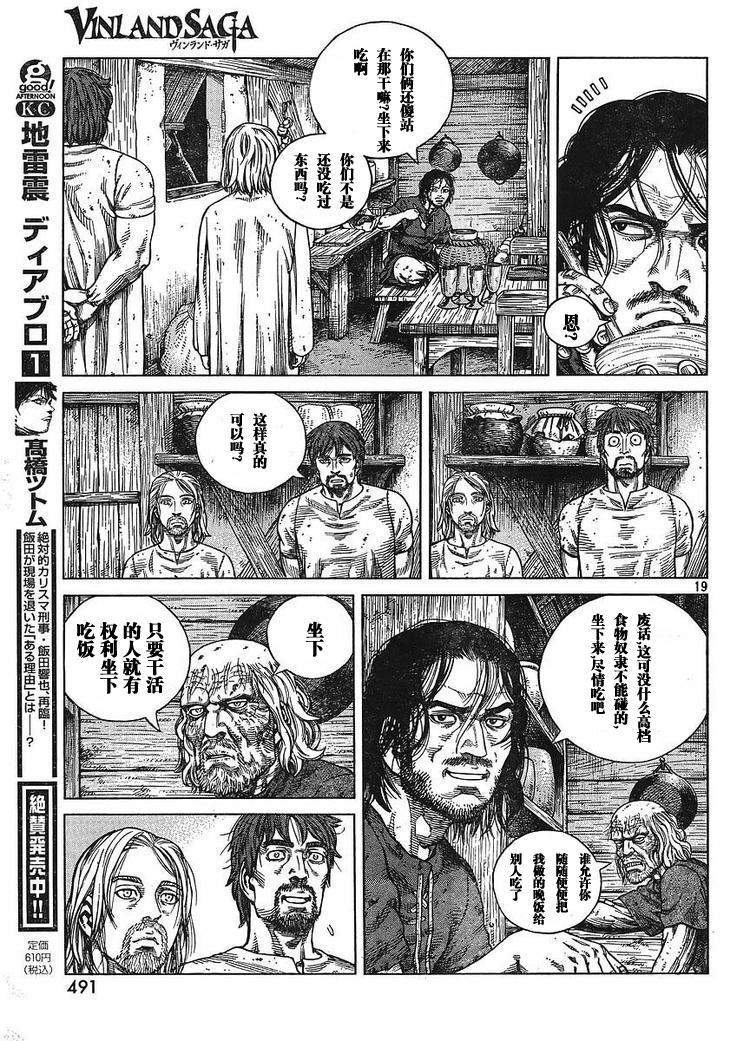 VINLAND SAGA
ヴィンランド・サガ
good!
AFTERNOON
KC
地雷震 ディアブロ 1
髙橋ツトム
絶対的カリスマ刑事・飯田響也、再臨!
飯田が現場を退いた「ある理由」とは――?
絶賛発売中!!
定価
610円
(税込)
你们俩还傻站
在那干嘛?坐下来
吃啊
你们不是
还没吃过
东西吗?
恩?
这样真的
可以吗?
19
废话,这可没什么高档
食物奴隶不能碰的,
坐下来,尽情吃吧
坐下
只要干活
的人就有
权利坐下
吃饭
谁允许你
随随便便把
我做的晚饭给
别人吃了
491